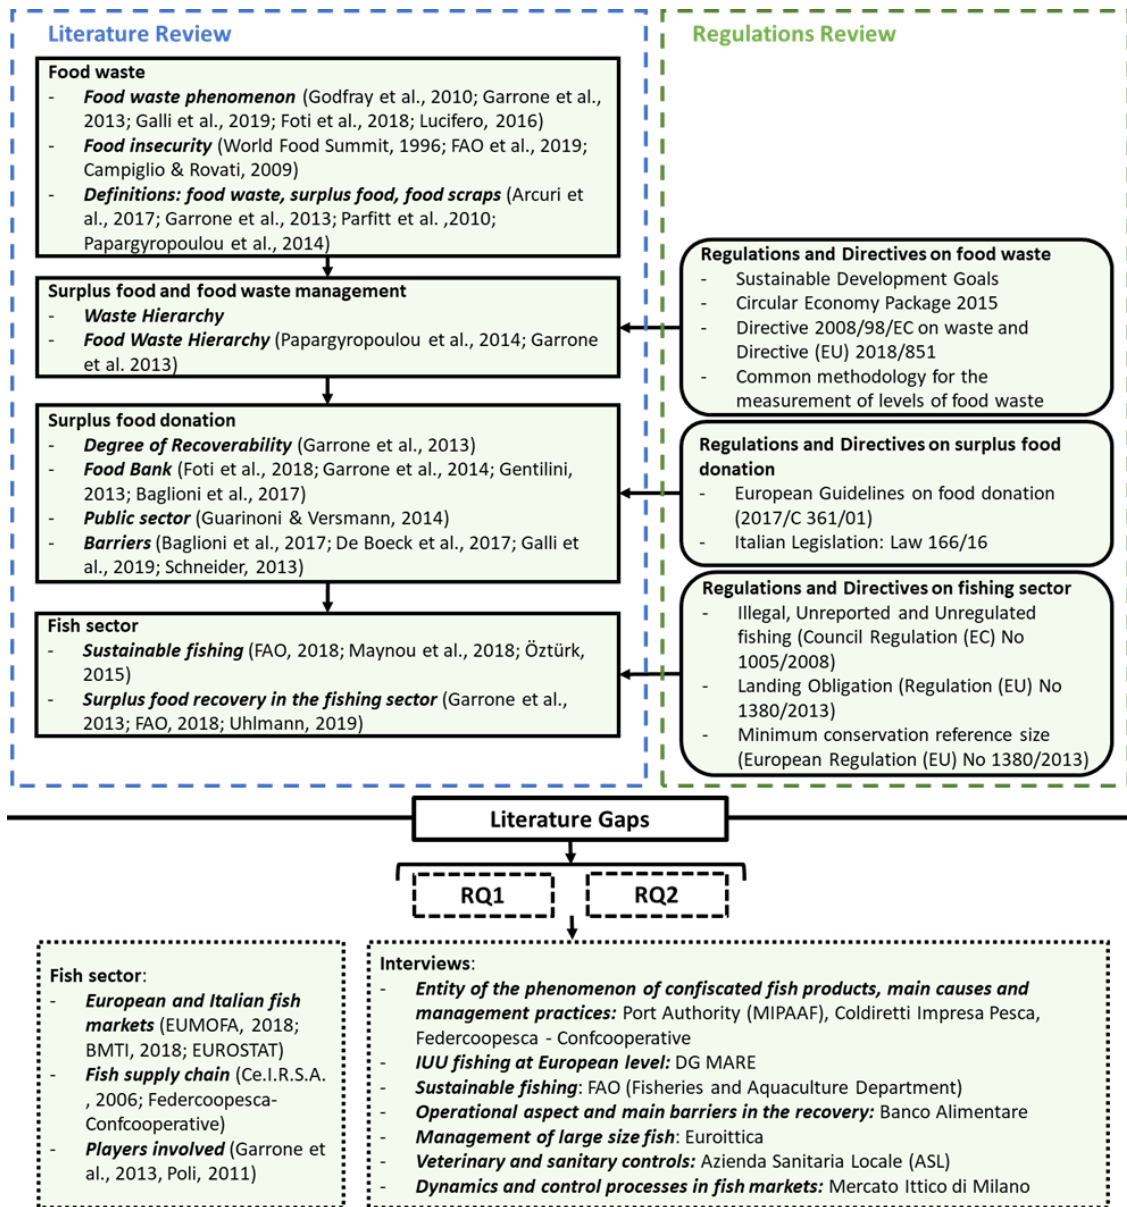 Literature Review
Food waste
- Food waste phenomenon (Godfray et al., 2010; Garrone et al.,
2013; Galli et al., 2019; Foti et al., 2018; Lucifero, 2016)
- Food insecurity (World Food Summit, 1996; FAO et al., 2019;
Campiglio & Rovati, 2009)
- Definitions: food waste, surplus food, food scraps (Arcuri et
al., 2017; Garrone et al., 2013; Parfitt et al. ,2010;
Papargyropoulou et al., 2014)
Surplus food and food waste management
- Waste Hierarchy
- Food Waste Hierarchy (Papargyropoulou et al., 2014; Garrone
et al. 2013)
Surplus food donation
- Degree of Recoverability (Garrone et al., 2013)
- Food Bank (Foti et al., 2018; Garrone et al., 2014; Gentilini,
2013; Baglioni et al., 2017)
- Public sector (Guarinoni & Versmann, 2014)
- Barriers (Baglioni et al., 2017; De Boeck et al., 2017; Galli et
al., 2019; Schneider, 2013)
Fish sector
- Sustainable fishing (FAO, 2018; Maynou et al., 2018; Öztürk,
2015)
- Surplus food recovery in the fishing sector (Garrone et al.,
2013; FAO, 2018; Uhlmann, 2019)
Regulations Review
Regulations and Directives on food waste
- Sustainable Development Goals
- Circular Economy Package 2015
- Directive 2008/98/EC on waste and
Directive (EU) 2018/851
- Common methodology for the
measurement of levels of food waste
Regulations and Directives on surplus food
donation
- European Guidelines on food donation
(2017/C 361/01)
- Italian Legislation: Law 166/16
Regulations and Directives on fishing sector
- Illegal, Unreported and Unregulated
fishing (Council Regulation (EC) No
1005/2008)
- Landing Obligation (Regulation (EU) No
1380/2013)
- Minimum conservation reference size
(European Regulation (EU) No 1380/2013)
Literature Gaps
RQ1
RQ2
Fish sector:
- European and Italian fish
markets (EUMOFA, 2018;
BMTI, 2018; EUROSTAT)
- Fish supply chain (Ce.I.R.S.A.
, 2006; Federcoopesca-
Confcooperative)
- Players involved (Garrone et
al., 2013, Poli, 2011)
Interviews:
- Entity of the phenomenon of confiscated fish products, main causes and
management practices: Port Authority (MIPAAF), Coldiretti Impresa Pesca,
Federcoopesca - Confcooperative
- IUU fishing at European level: DG MARE
- Sustainable fishing: FAO (Fisheries and Aquaculture Department)
- Operational aspect and main barriers in the recovery: Banco Alimentare
- Management of large size fish: Euroittica
- Veterinary and sanitary controls: Azienda Sanitaria Locale (ASL)
- Dynamics and control processes in fish markets: Mercato Ittico di Milano